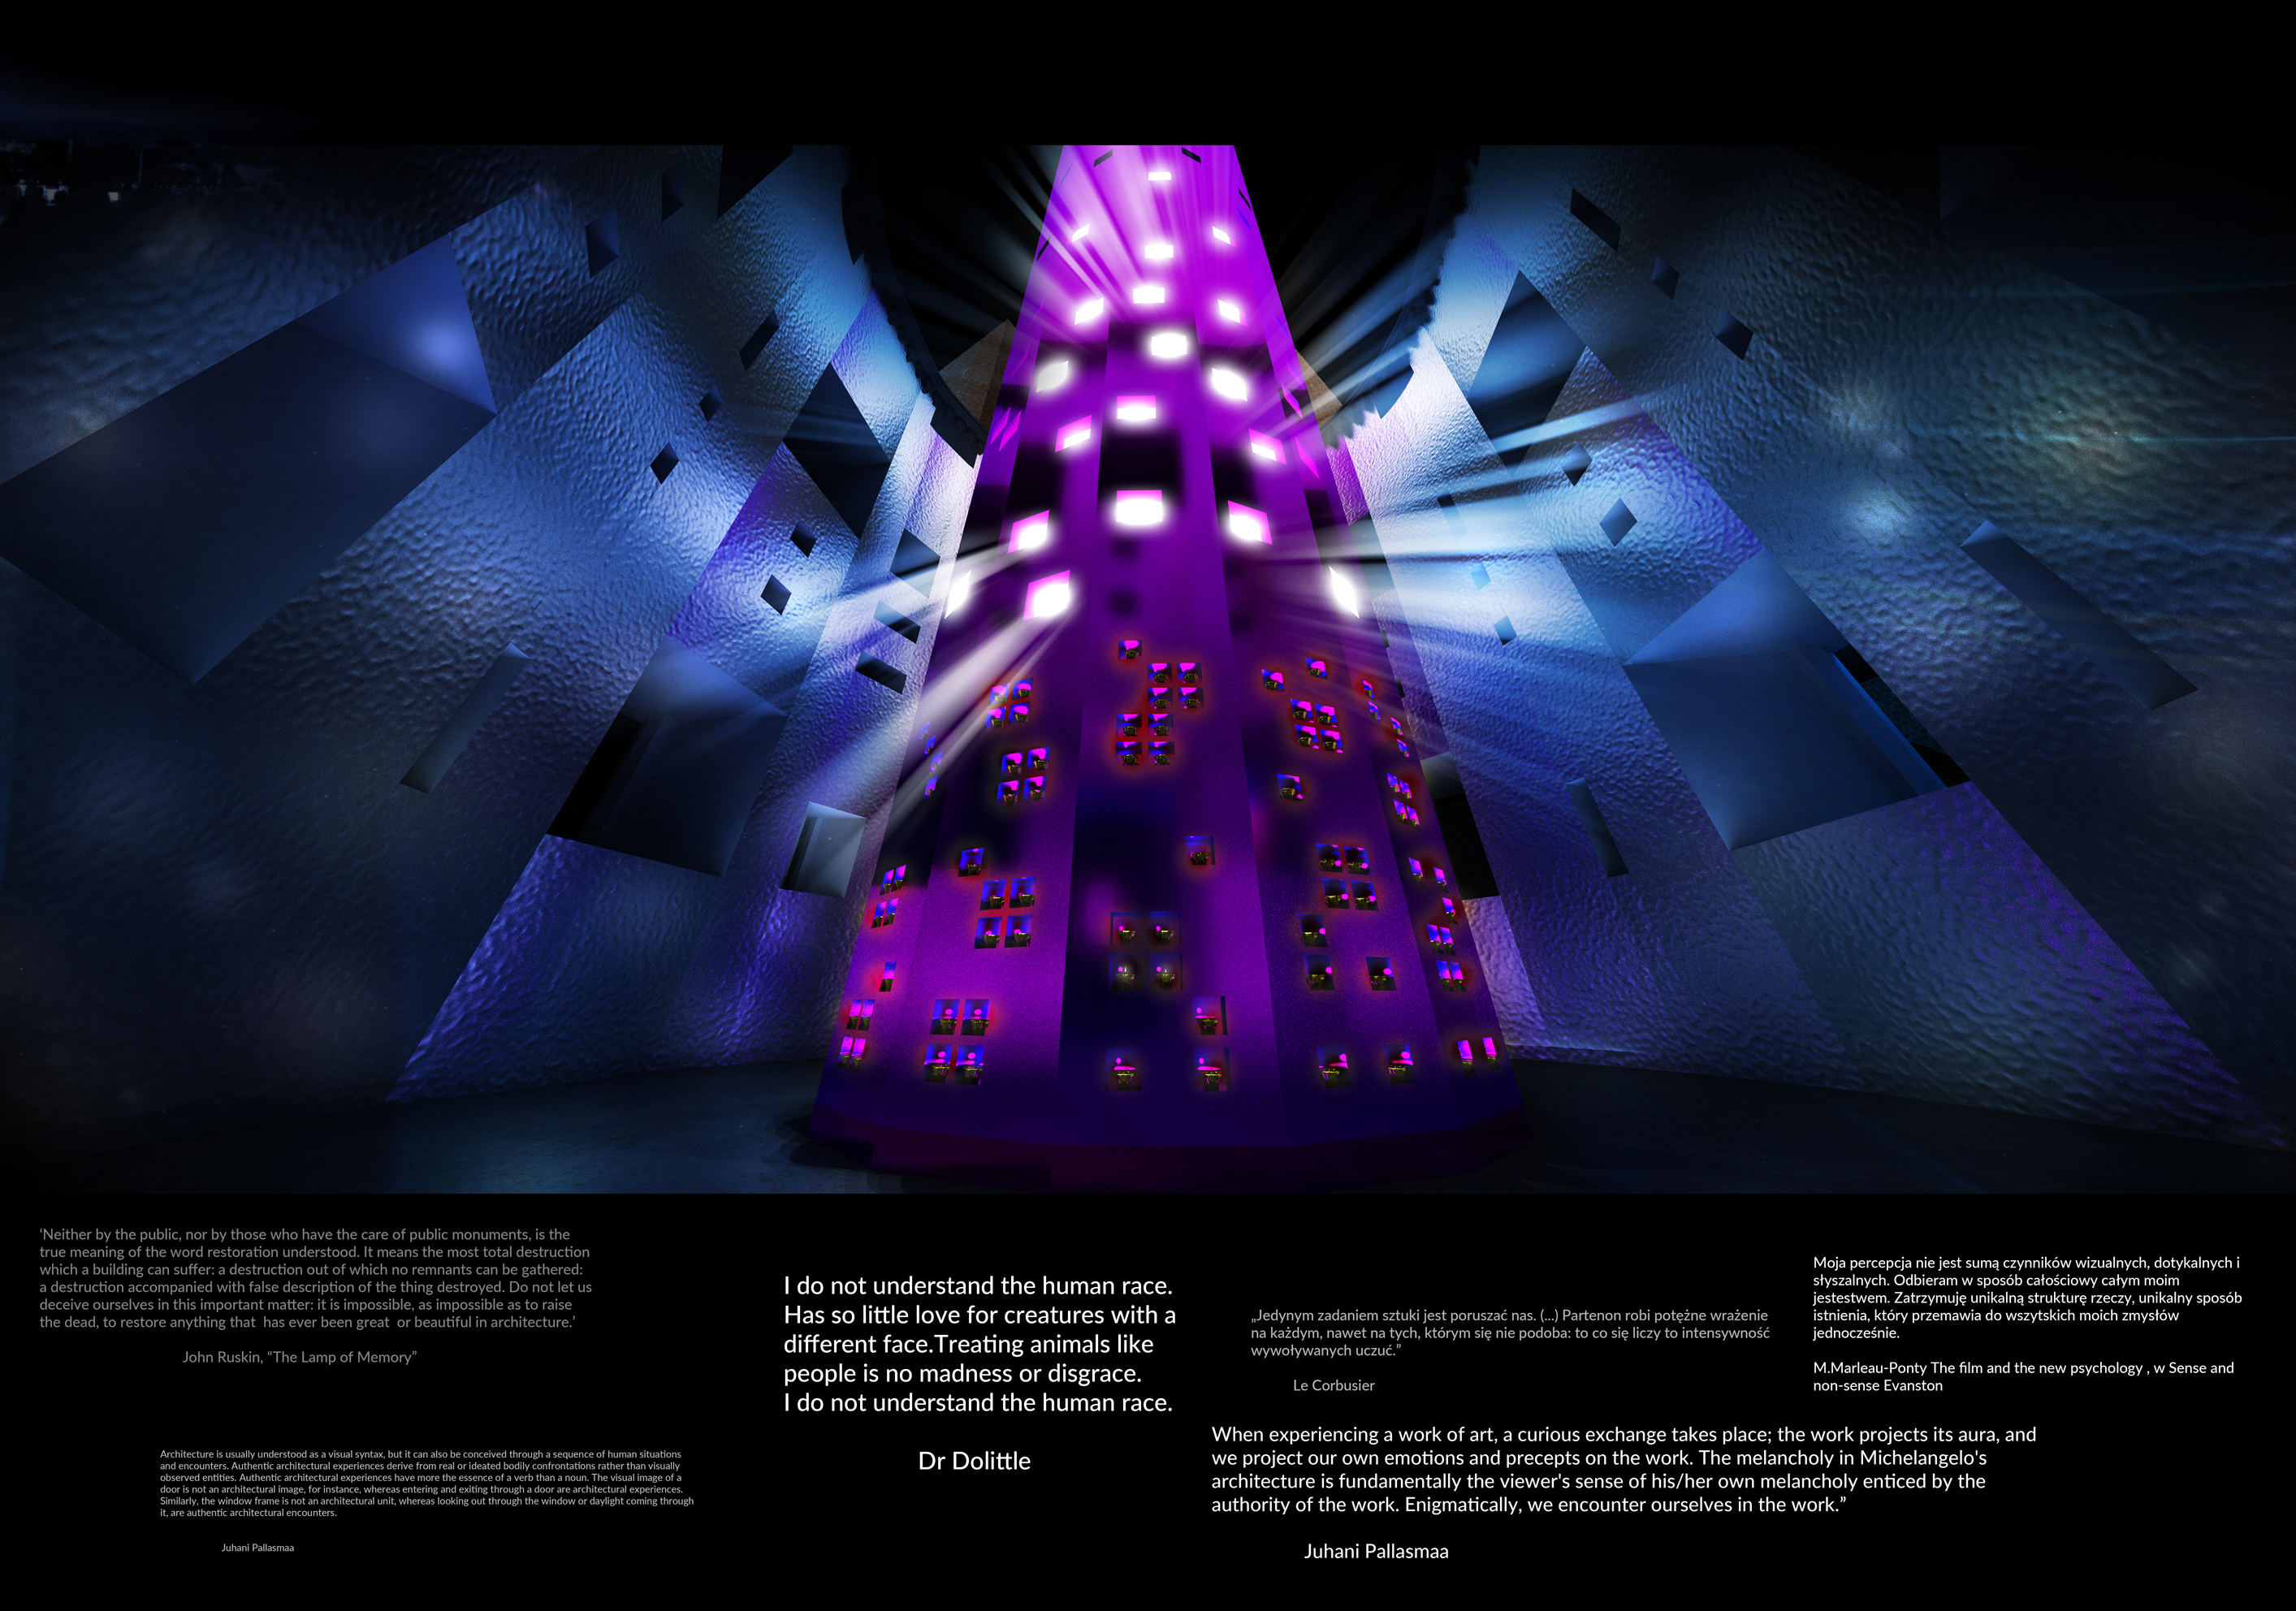 ‘Neither by the public, nor by those who have the care of public monuments, is the
true meaning of the word restoration understood. It means the most total destruction
which a building can suffer: a destruction out of which no remnants can be gathered:
a destruction accompanied with false description of the thing destroyed. Do not let us
deceive ourselves in this important matter: it is impossible, as impossible as to raise
the dead, to restore anything that  has ever been great  or beautiful in architecture.’
John Ruskin, “The Lamp of Memory”
Architecture is usually understood as a visual syntax, but it can also be conceived through a sequence of human situations
and encounters. Authentic architectural experiences derive from real or ideated bodily confrontations rather than visually
observed entities. Authentic architectural experiences have more the essence of a verb than a noun. The visual image of a
door is not an architectural image, for instance, whereas entering and exiting through a door are architectural experiences.
Similarly, the window frame is not an architectural unit, whereas looking out through the window or daylight coming through
it, are authentic architectural encounters.
Juhani Pallasmaa
I do not understand the human race.
Has so little love for creatures with a
different face.Treating animals like
people is no madness or disgrace.
I do not understand the human race.
Dr Dolittle
„Jedynym zadaniem sztuki jest poruszać nas. (...) Partenon robi potężne wrażenie
na każdym, nawet na tych, którym się nie podoba: to co się liczy to intensywność
wywoływanych uczuć.”
Le Corbusier
Moja percepcja nie jest sumą czynników wizualnych, dotykalnych i
słyszalnych. Odbieram w sposób całościowy całym moim
jestestwem. Zatrzymuję unikalną strukturę rzeczy, unikalny sposób
istnienia, który przemawia do wszytskich moich zmysłów
jednocześnie.
M.Marleau-Ponty The film and the new psychology , w Sense and
non-sense Evanston
When experiencing a work of art, a curious exchange takes place; the work projects its aura, and
we project our own emotions and precepts on the work. The melancholy in Michelangelo's
architecture is fundamentally the viewer's sense of his/her own melancholy enticed by the
authority of the work. Enigmatically, we encounter ourselves in the work.”
Juhani Pallasmaa